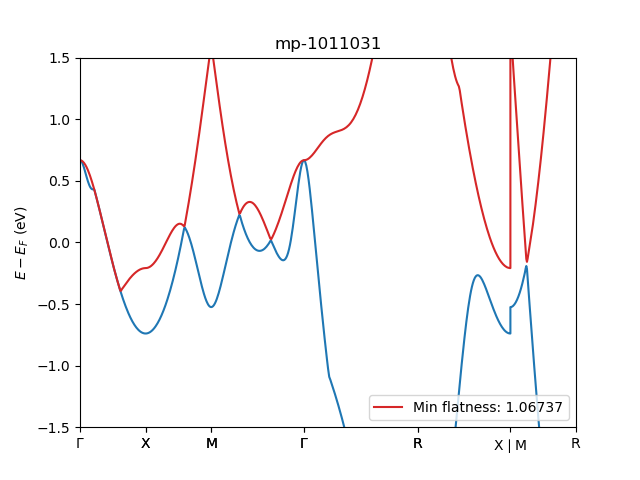 mp-1011031
E − E_F (eV)
1.5
1.0
0.5
0.0
−0.5
−1.0
−1.5
Min flatness: 1.06737
Γ X M Γ R X | M R